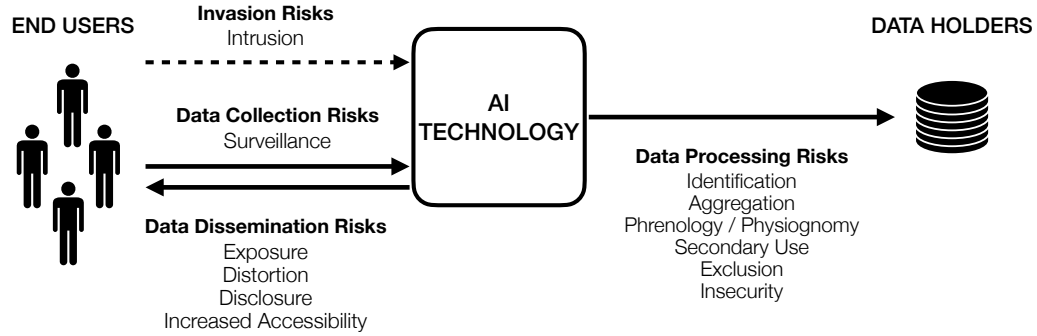 END USERS
Invasion Risks
Intrusion
Data Collection Risks
Surveillance
Data Dissemination Risks
Exposure
Distortion
Disclosure
Increased Accessibility
AI
TECHNOLOGY
DATA HOLDERS
Data Processing Risks
Identification
Aggregation
Phrenology / Physiognomy
Secondary Use
Exclusion
Insecurity